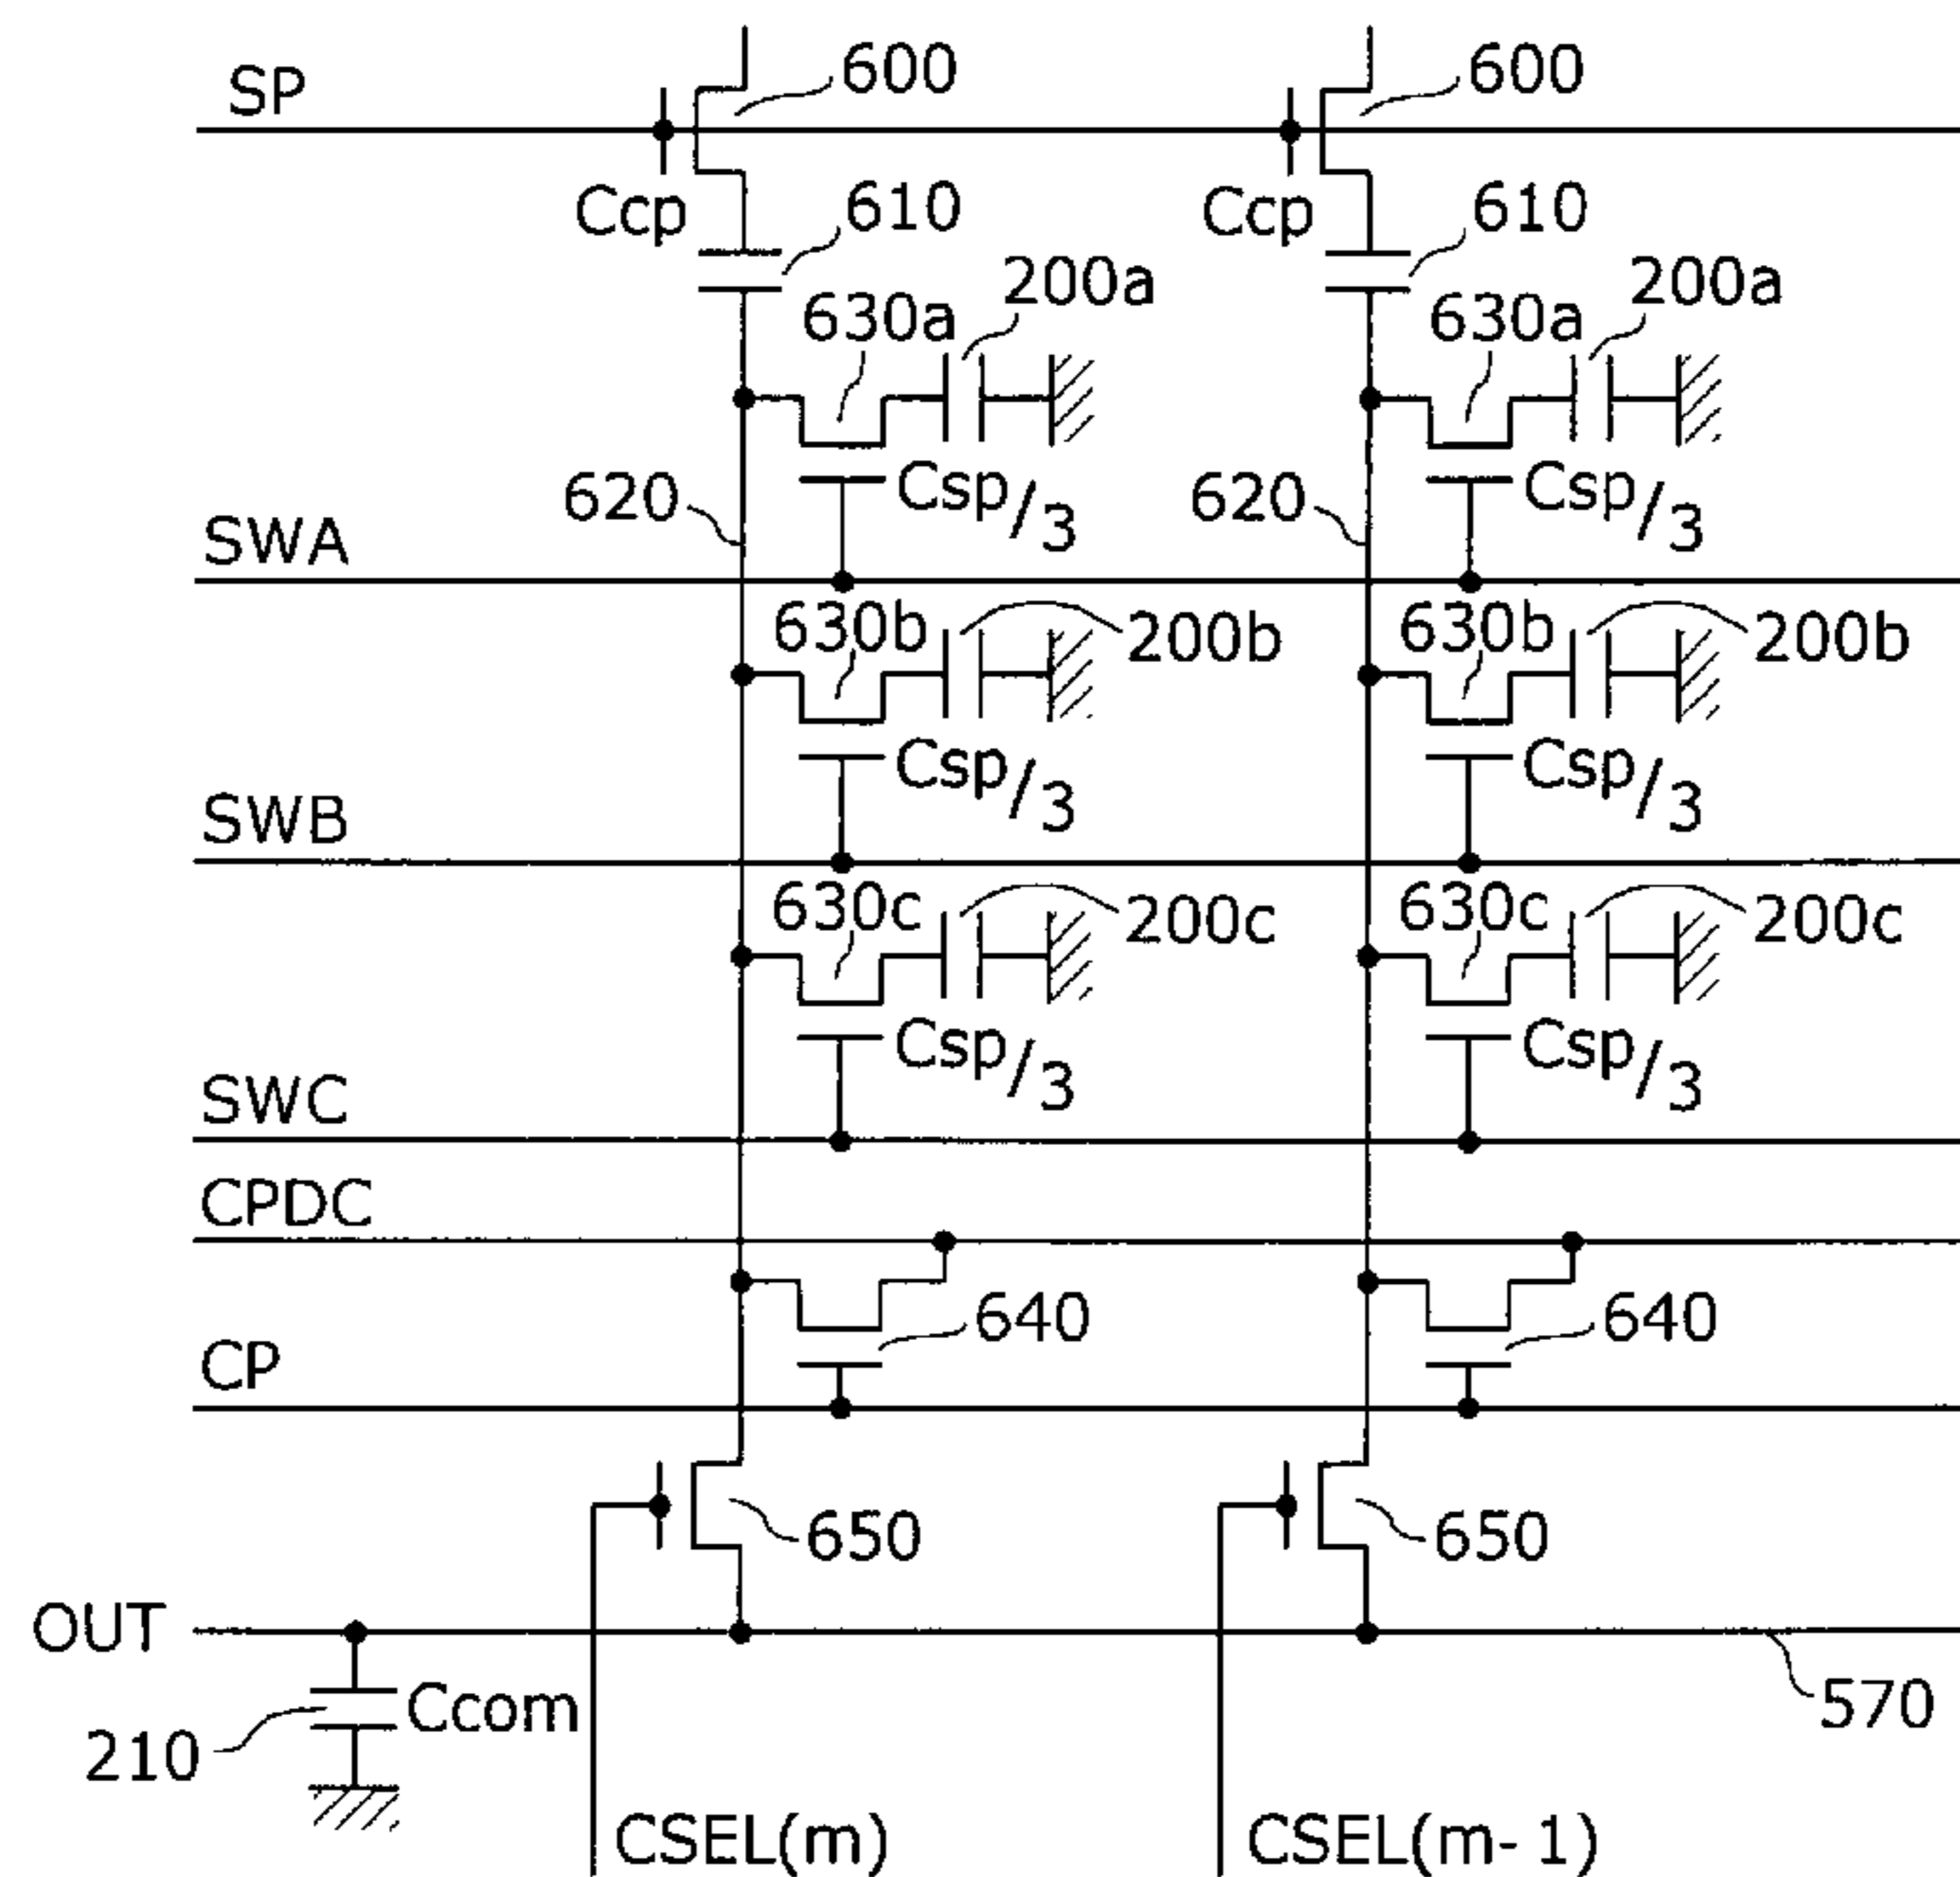 SP
600
600
Ccp
610
Ccp
610
200a
200a
630a
630a
620
Csp/3
620
Csp/3
SWA
630b
200b
630b
200b
Csp/3
Csp/3
SWB
630c
200c
630c
200c
Csp/3
Csp/3
SWC
CPDC
640
640
CP
650
650
OUT
Ccom
570
210
CSEL(m)
CSEL(m-1)